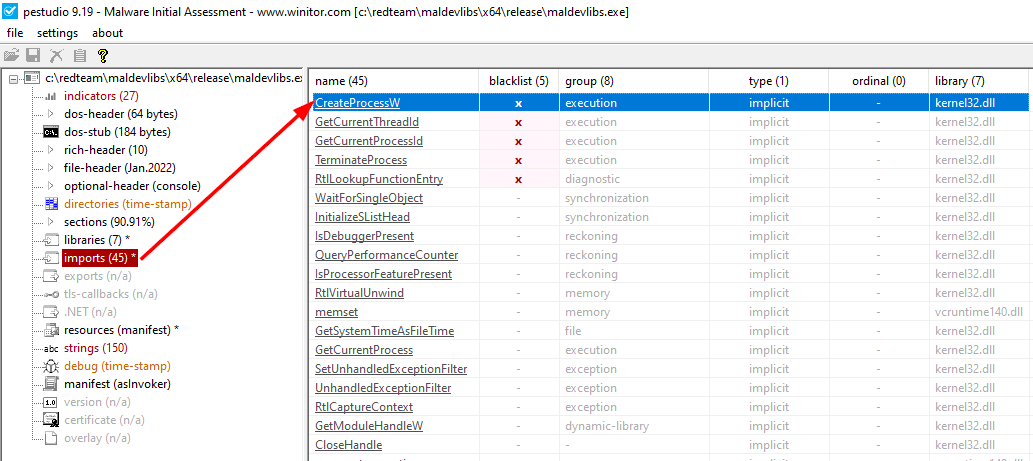 pestudio 9.19 - Malware Initial Assessment - www.winitor.com [c:\redteam\maldevlibs\x64\release\maldevlibs.exe]
file settings about
c:\redteam\maldevlibs\x64\release\maldevlibs.ex
indicators (27)
dos-header (64 bytes)
dos-stub (184 bytes)
rich-header (10)
file-header (Jan.2022)
optional-header (console)
directories (time-stamp)
sections (90.91%)
libraries (7) *
imports (45) *
exports (n/a)
tls-callbacks (n/a)
.NET (n/a)
resources (manifest) *
strings (150)
debug (time-stamp)
manifest (asInvoker)
version (n/a)
certificate (n/a)
overlay (n/a)
name (45) blacklist (5) group (8) type (1) ordinal (0) library (7)
CreateProcessW x execution implicit - kernel32.dll
GetCurrentThreadId x execution implicit - kernel32.dll
GetCurrentProcessId x execution implicit - kernel32.dll
TerminateProcess x execution implicit - kernel32.dll
RtlLookupFunctionEntry x diagnostic implicit - kernel32.dll
WaitForSingleObject - synchronization implicit - kernel32.dll
InitializeSListHead - synchronization implicit - kernel32.dll
IsDebuggerPresent - reckoning implicit - kernel32.dll
QueryPerformanceCounter - reckoning implicit - kernel32.dll
IsProcessorFeaturePresent - reckoning implicit - kernel32.dll
RtlVirtualUnwind - memory implicit - kernel32.dll
memset - memory implicit - vcruntime140.dll
GetSystemTimeAsFileTime - file implicit - kernel32.dll
GetCurrentProcess - execution implicit - kernel32.dll
SetUnhandledExceptionFilter - exception implicit - kernel32.dll
UnhandledExceptionFilter - exception implicit - kernel32.dll
RtlCaptureContext - exception implicit - kernel32.dll
GetModuleHandleW - dynamic-library implicit - kernel32.dll
CloseHandle - - implicit - kernel32.dll